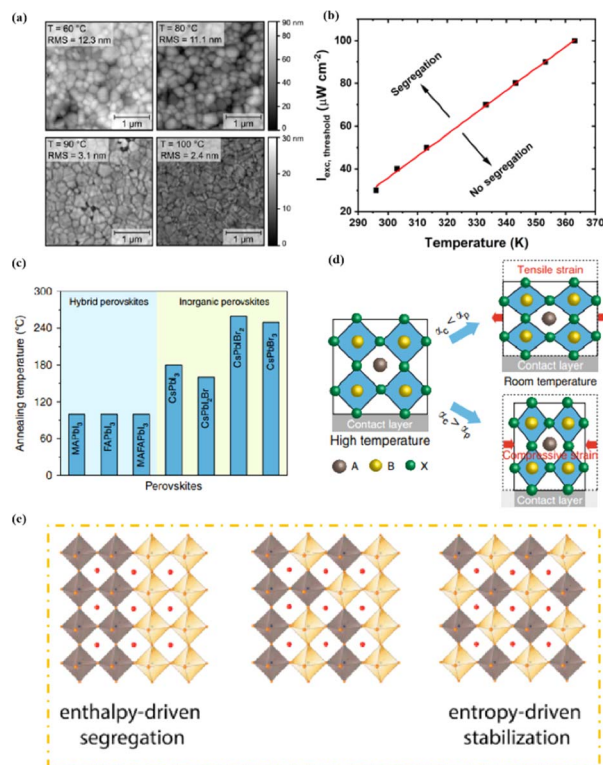 (a)
T = 60 °C
RMS = 12.3 nm
1 µm
T = 80 °C
RMS = 11.1 nm
1 µm
90 nm
80
60
40
20
0
T = 90 °C
RMS = 3.1 nm
1 µm
T = 100 °C
RMS = 2.4 nm
1 µm
30 nm
20
10
0
(b)
I exc, threshold (µW cm-2)
100
80
60
40
20
Segregation
No segregation
290 300 310 320 330 340 350 360 370
Temperature (K)
(c)
Annealing temperature (°C)
300
240
180
120
60
0
Hybrid perovskites
Inorganic perovskites
MAPbI3
FAPbI3
MAFAPbI3
CsPbI3
CsPbI2Br
CsPbIBr2
CsPbBr3
Perovskites
(d)
Contact layer
High temperature
A B X
αc < αp
αc > αp
Tensile strain
Contact layer
Room temperature
Compressive strain
Contact layer
(e)
enthalpy-driven
segregation
entropy-driven
stabilization